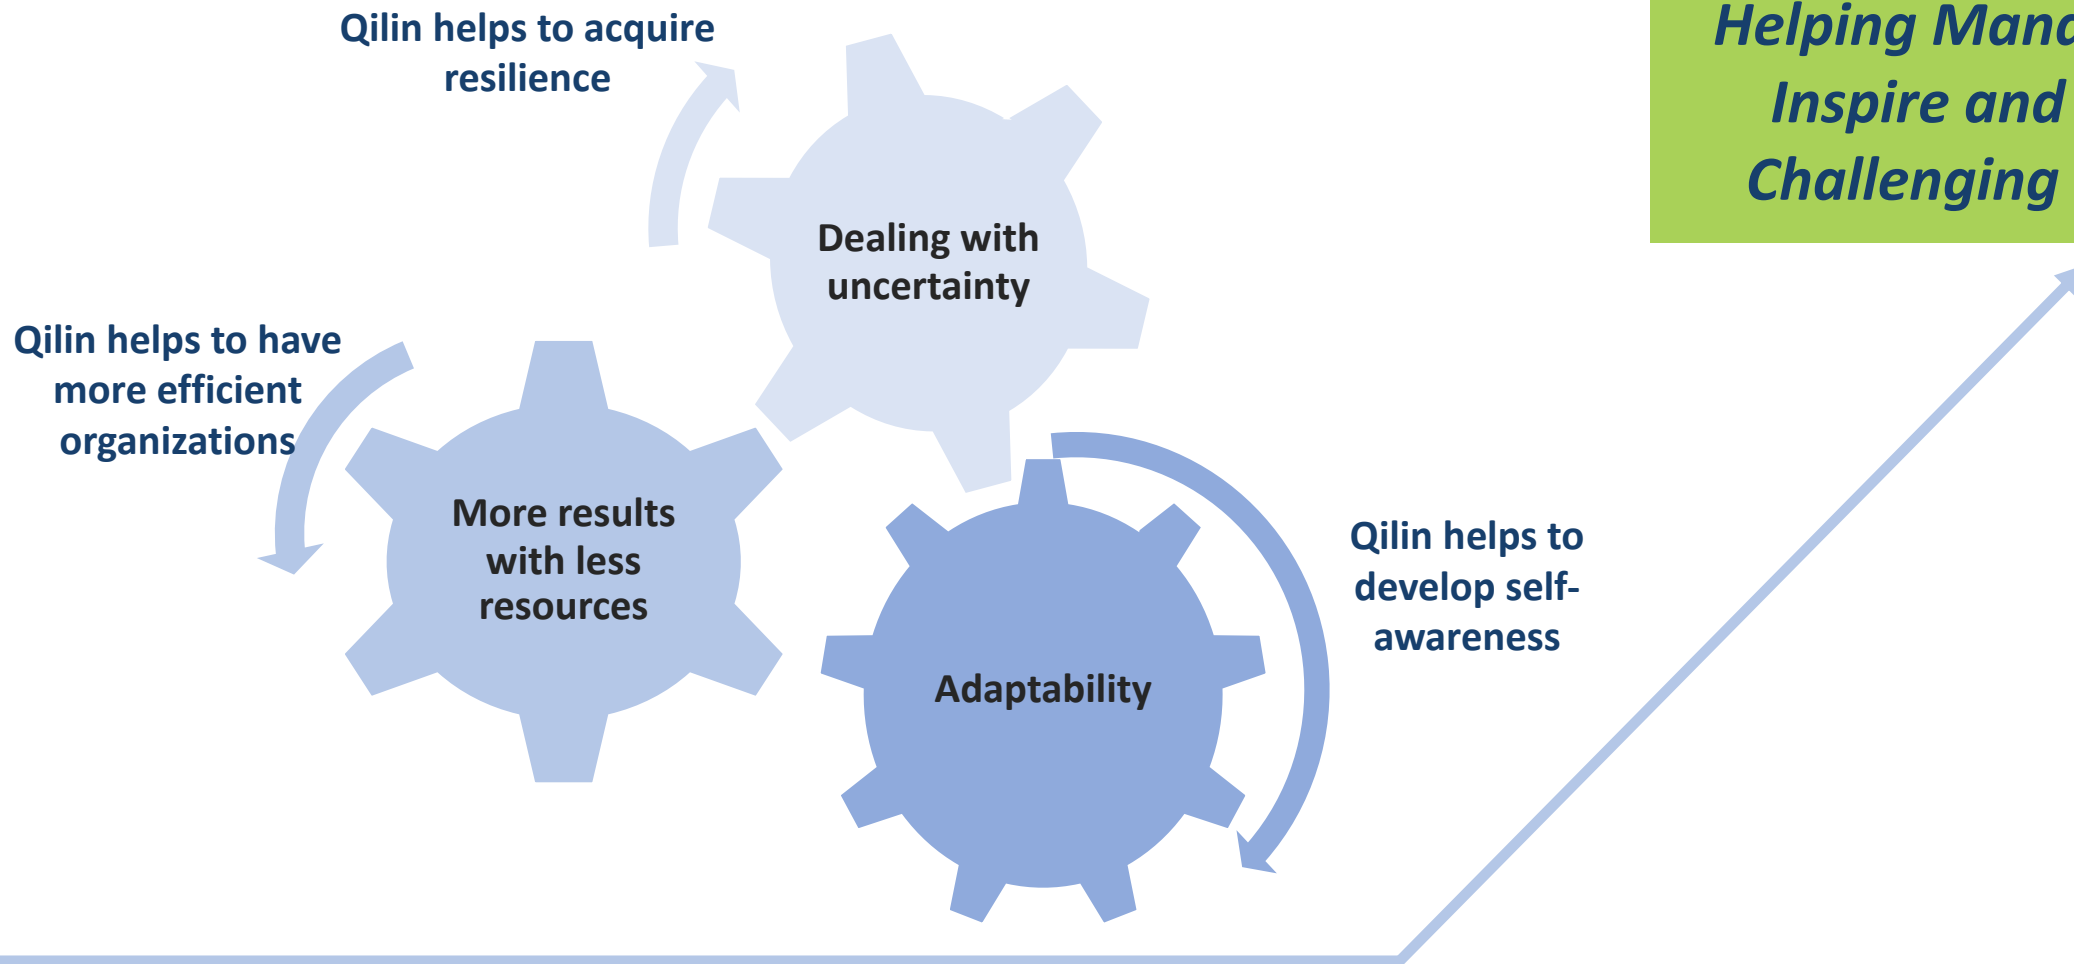 Qilin helps to acquire
resilience
Helping
Inspire and
Challenging
Dealing with
uncertainty
Qilin helps to have
more efficient
organizations
More results
with less
resources
Qilin helps to
develop self-
awareness
Adaptability